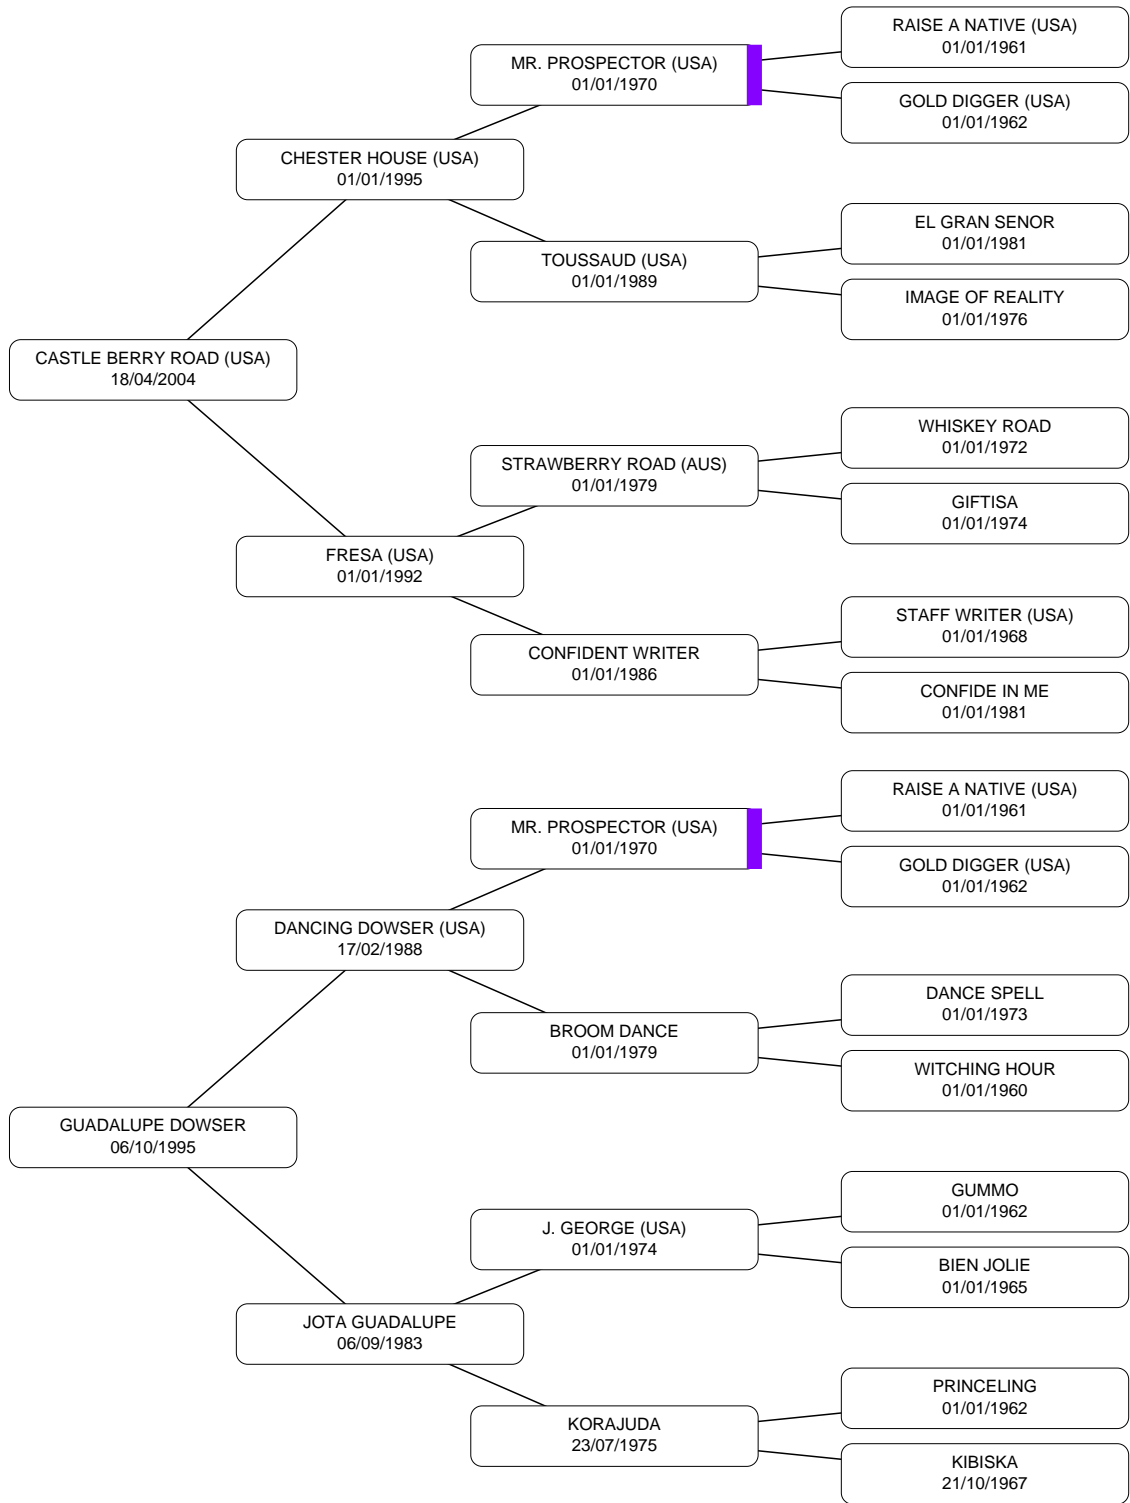 RAISE A NATIVE (USA)
01/01/1961
MR. PROSPECTOR (USA)
01/01/1970
GOLD DIGGER (USA)
01/01/1962
CHESTER HOUSE (USA)
01/01/1995
EL GRAN SENOR
01/01/1981
TOUSSAUD (USA)
01/01/1989
IMAGE OF REALITY
01/01/1976
CASTLE BERRY ROAD (USA)
18/04/2004
WHISKEY ROAD
01/01/1972
STRAWBERRY ROAD (AUS)
01/01/1979
GIFTISA
01/01/1974
FRESA (USA)
01/01/1992
STAFF WRITER (USA)
01/01/1968
CONFIDENT WRITER
01/01/1986
CONFIDE IN ME
01/01/1981
RAISE A NATIVE (USA)
01/01/1961
MR. PROSPECTOR (USA)
01/01/1970
GOLD DIGGER (USA)
01/01/1962
DANCING DOWSER (USA)
17/02/1988
DANCE SPELL
01/01/1973
BROOM DANCE
01/01/1979
WITCHING HOUR
01/01/1960
GUADALUPE DOWSER
06/10/1995
GUMMO
01/01/1962
J. GEORGE (USA)
01/01/1974
BIEN JOLIE
01/01/1965
JOTA GUADALUPE
06/09/1983
PRINCELING
01/01/1962
KORAJUDA
23/07/1975
KIBISKA
21/10/1967